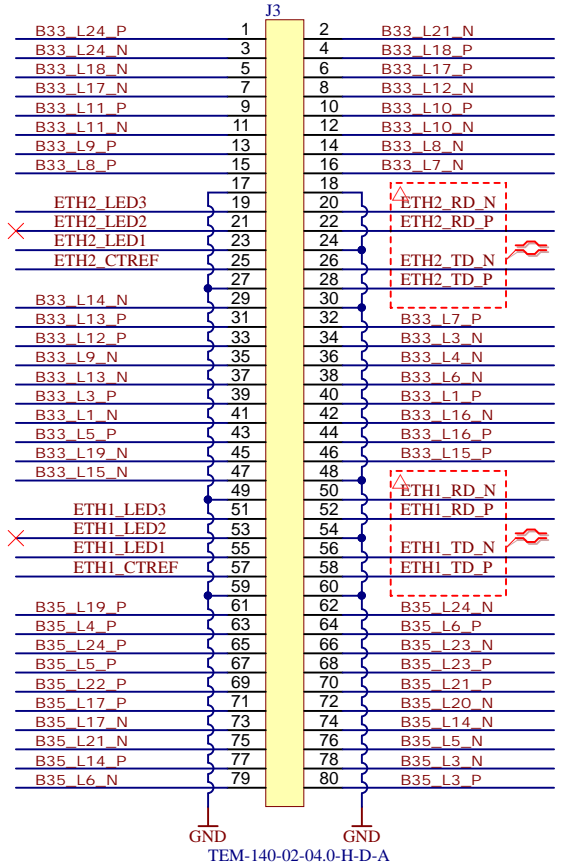 J3
B33_L24_P 1 2 B33_L21_N
B33_L24_N 3 4 B33_L18_P
B33_L18_N 5 6 B33_L17_P
B33_L17_N 7 8 B33_L12_N
B33_L11_P 9 10 B33_L10_P
B33_L11_N 11 12 B33_L10_N
B33_L9_P 13 14 B33_L8_N
B33_L8_P 15 16 B33_L7_N
17 18
ETH2_LED3 19 20 ETH2_RD_N
ETH2_LED2 21 22 ETH2_RD_P
ETH2_LED1 23 24
ETH2_CTREF 25 26 ETH2_TD_N
27 28 ETH2_TD_P
B33_L14_N 29 30
B33_L13_P 31 32 B33_L7_P
B33_L12_P 33 34 B33_L3_N
B33_L9_N 35 36 B33_L4_N
B33_L13_N 37 38 B33_L6_N
B33_L3_P 39 40 B33_L1_P
B33_L1_N 41 42 B33_L16_N
B33_L5_P 43 44 B33_L16_P
B33_L19_N 45 46 B33_L15_P
B33_L15_N 47 48
49 50 ETH1_RD_N
ETH1_LED3 51 52 ETH1_RD_P
ETH1_LED2 53 54
ETH1_LED1 55 56 ETH1_TD_N
ETH1_CTREF 57 58 ETH1_TD_P
59 60
B35_L19_P 61 62 B35_L24_N
B35_L4_P 63 64 B35_L6_P
B35_L24_P 65 66 B35_L23_N
B35_L5_P 67 68 B35_L23_P
B35_L22_P 69 70 B35_L21_P
B35_L17_P 71 72 B35_L20_N
B35_L17_N 73 74 B35_L14_N
B35_L21_N 75 76 B35_L5_N
B35_L14_P 77 78 B35_L3_N
B35_L6_N 79 80 B35_L3_P
GND GND
TEM-140-02-04.0-H-D-A